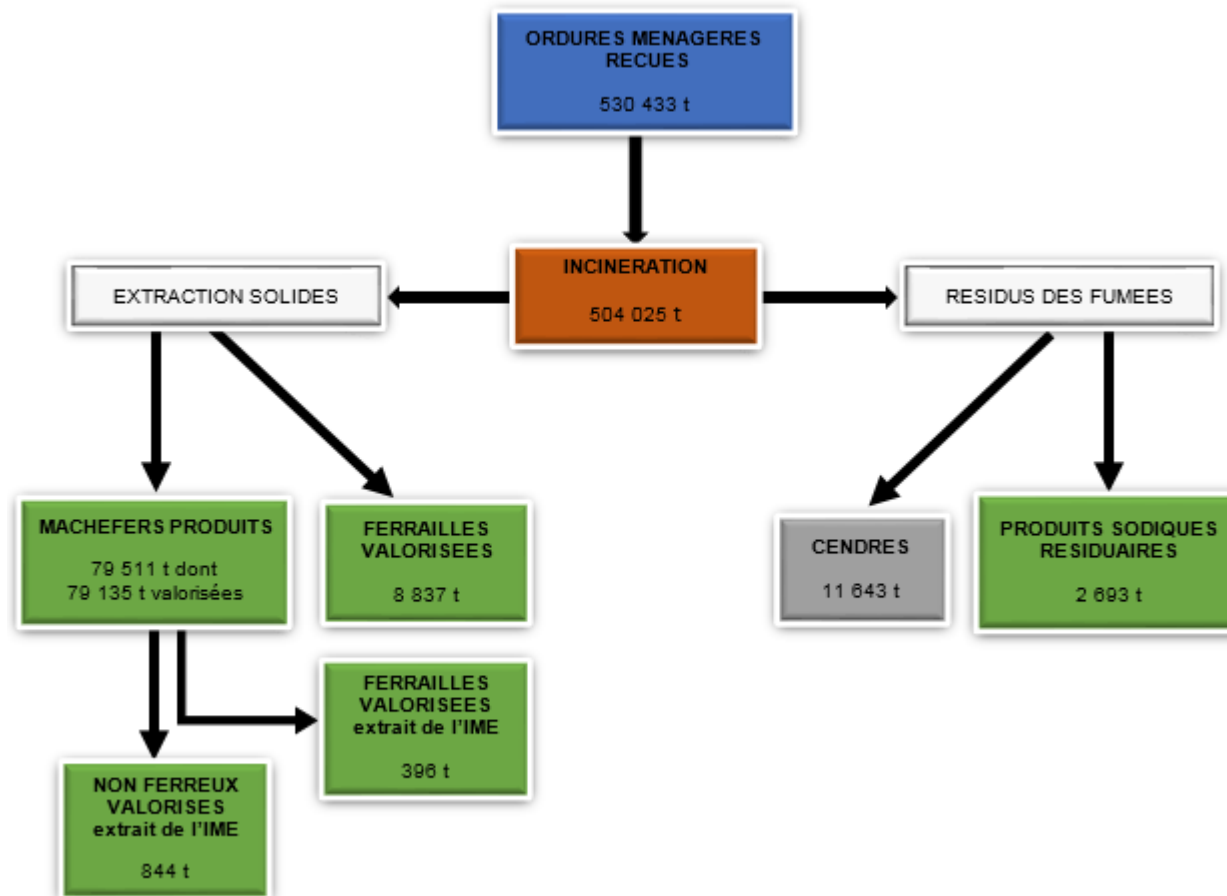 ORDURES MENAGERES
RECUES
530 433 t
INCINERATION
504 025 t
EXTRACTION SOLIDES
RESIDUS DES FUMEES
MACHEFERS PRODUITS
79 511 t dont
79 135 t valorisées
FERRAILLES
VALORISEES
8 837 t
CENDRES
11 643 t
PRODUITS SODIQUES
RESIDUAIRES
2 693 t
FERRAILLES
VALORISEES
extrait de l'IME
396 t
NON FERREUX
VALORISES
extrait de l'IME
844 t